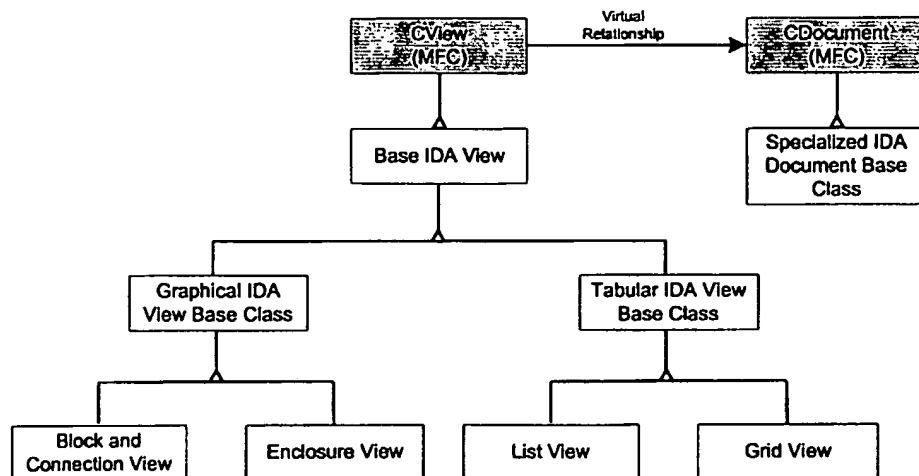 CView
(MFC)
Virtual
Relationship
CDocument
(MFC)
Base IDA View
Specialized IDA
Document Base
Class
Graphical IDA
View Base Class
Tabular IDA View
Base Class
Block and
Connection View
Enclosure View
List View
Grid View